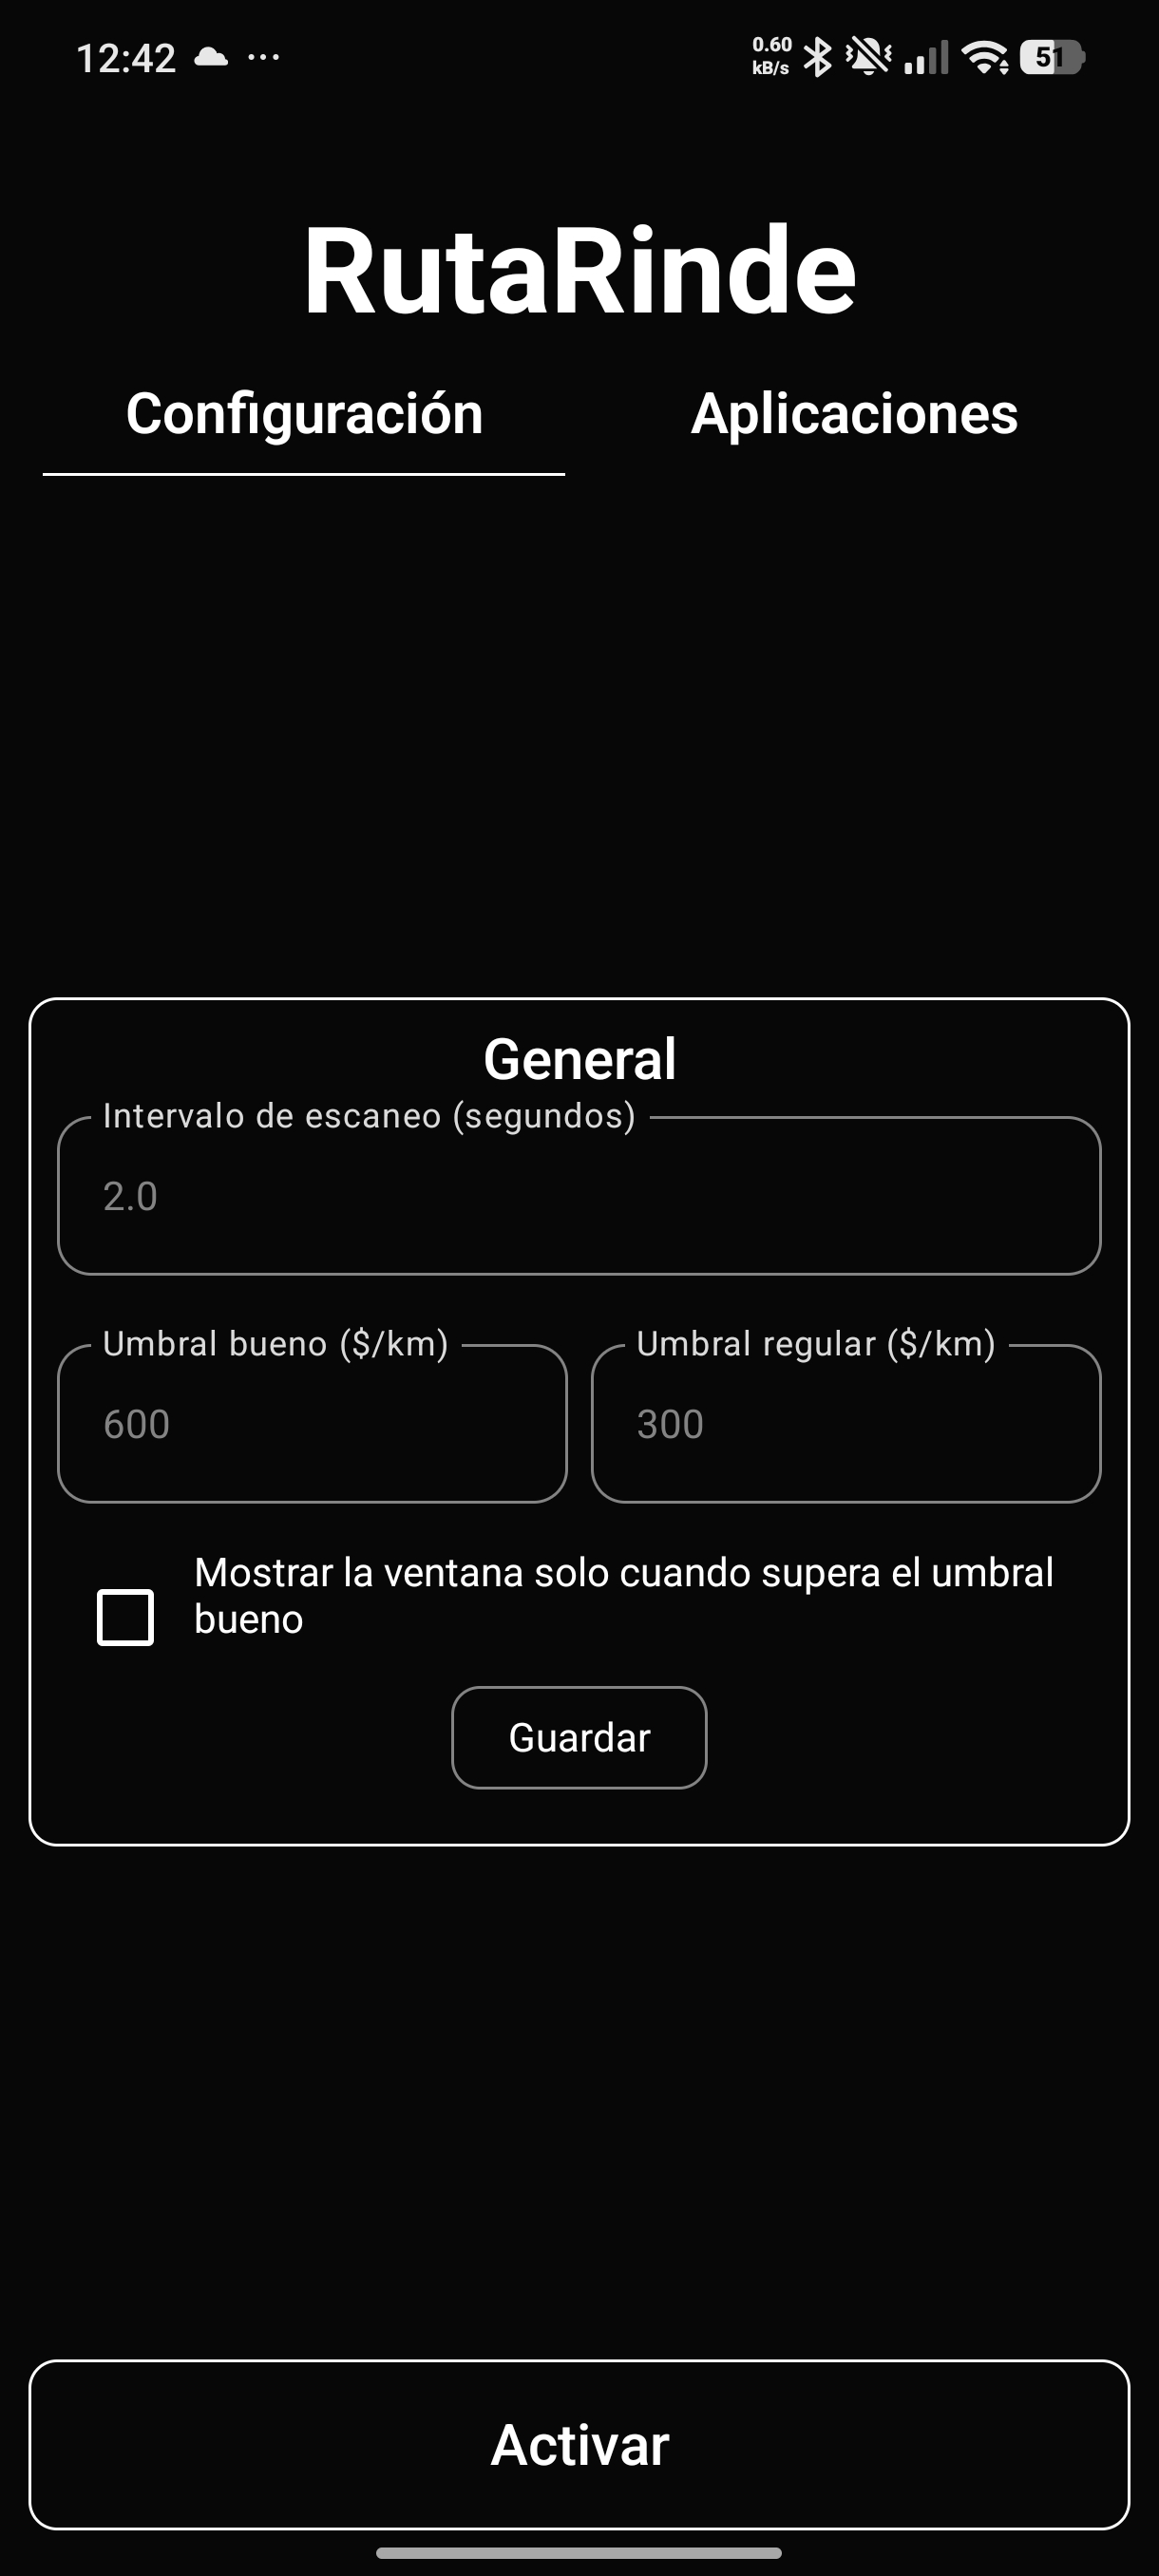 12:42
0.60
kB/s
51
RutaRinde
Configuración
Aplicaciones
General
Intervalo de escaneo (segundos)
2.0
Umbral bueno ($/km)
Umbral regular ($/km)
600
300
Mostrar la ventana solo cuando supera el umbral
bueno
Guardar
Activar